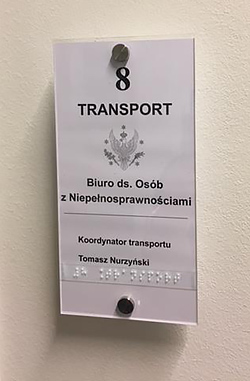 8
TRANSPORT
Biuro ds. Osób
z Niepełnosprawnościami
Koordynator transportu
Tomasz Nurzyński